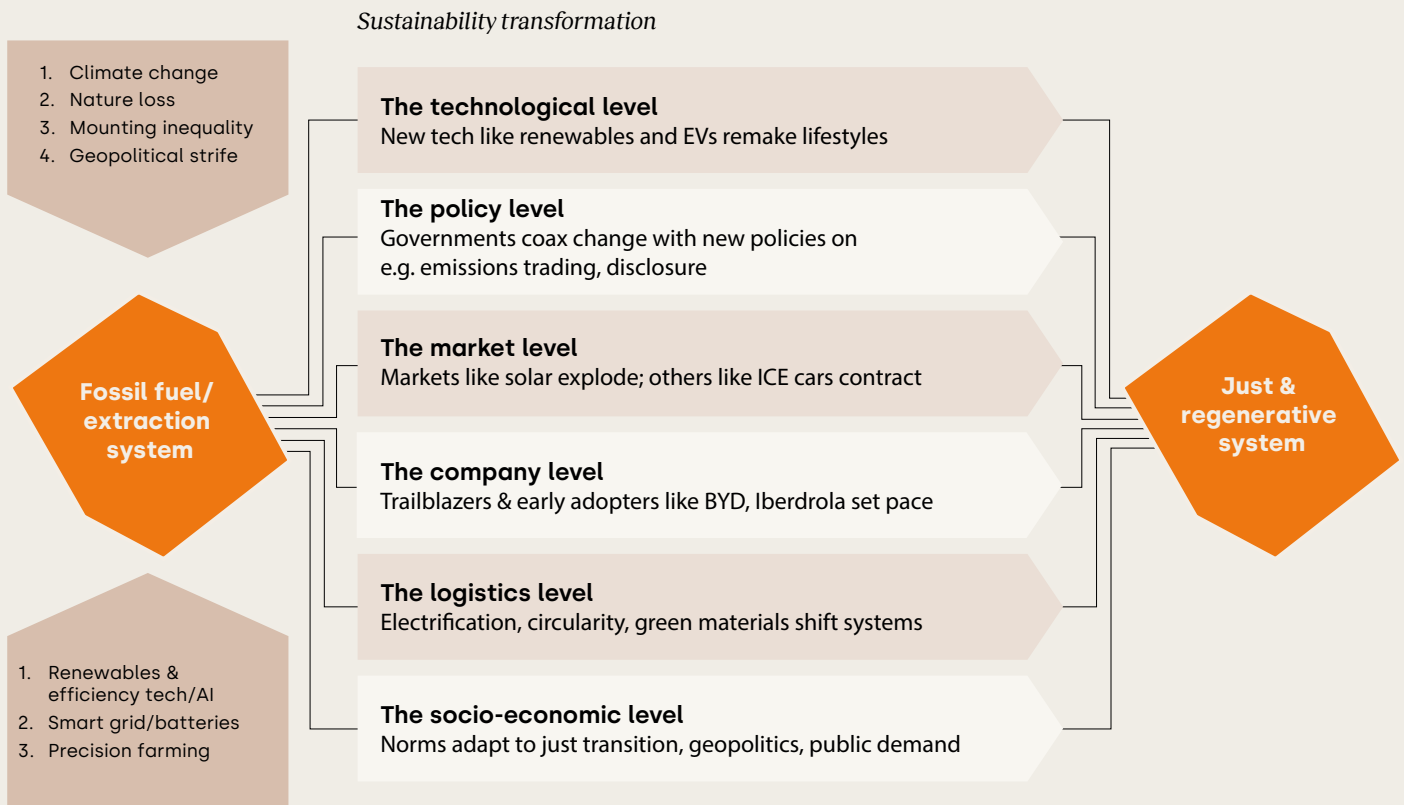 Sustainability transformation
1. Climate change
2. Nature loss
3. Mounting inequality
4. Geopolitical strife
Fossil fuel/
extraction
system
1. Renewables &
efficiency tech/AI
2. Smart grid/batteries
3. Precision farming
The technological level
New tech like renewables and EVs remake lifestyles
The policy level
Governments coax change with new policies on
e.g. emissions trading, disclosure
The market level
Markets like solar explode; others like ICE cars contract
The company level
Trailblazers & early adopters like BYD, Iberdrola set pace
The logistics level
Electrification, circularity, green materials shift systems
The socio-economic level
Norms adapt to just transition, geopolitics, public demand
Just &
regenerative
system